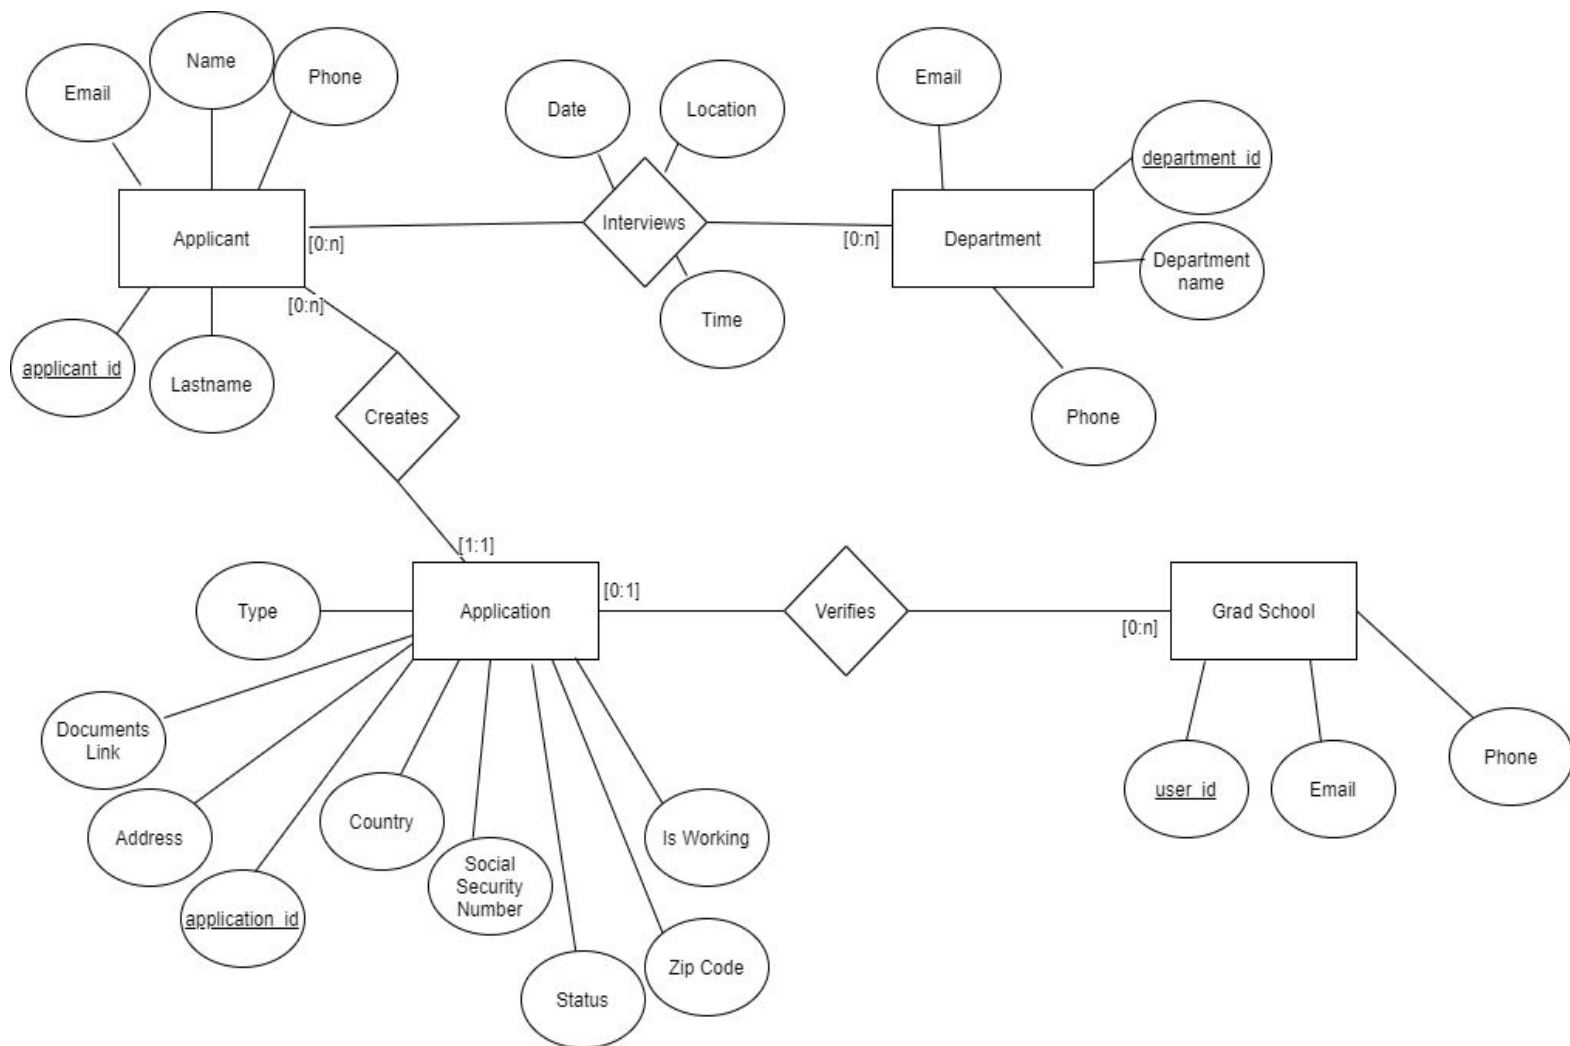 Name
Email
Phone
Date
Location
Email
department_id
Applicant
Interviews
Department
[0:n]
[0:n]
Department
name
[0:n]
Time
applicant_id
Lastname
Creates
Phone
[1:1]
[0:1]
Type
Application
Verifies
Grad School
[0:n]
Documents
Link
Phone
user_id
Email
Address
Country
Is Working
Social
Security
Number
application_id
Zip Code
Status